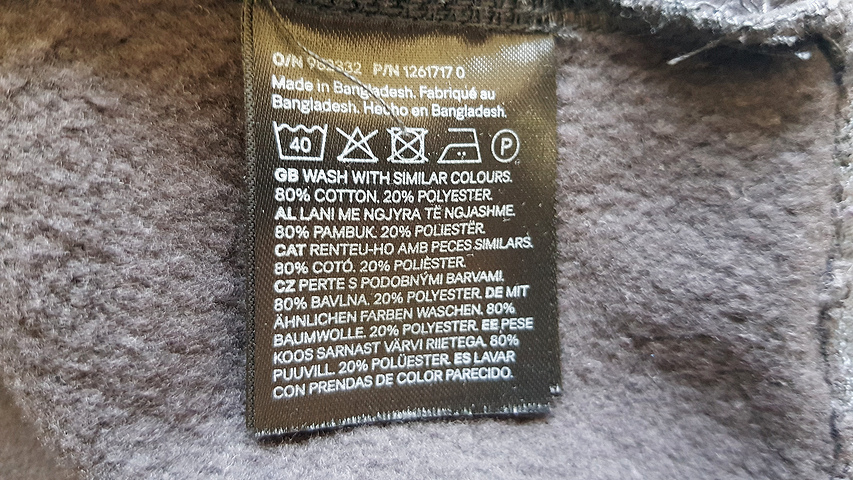 O/N 982332 P/N 1261717 0
Made in Bangladesh. Fabriqué au
Bangladesh. Hecho en Bangladesh.
40 P
GB WASH WITH SIMILAR COLOURS.
80% COTTON. 20% POLYESTER.
AL LANI ME NGJYRA TË NGJASHME.
80% PAMBUK. 20% POLIESTËR.
CAT RENTEU-HO AMB PECES SIMILARS.
80% COTÓ. 20% POLIÈSTER.
CZ PERTE S PODOBNÝMI BARVAMI.
80% BAVLNA. 20% POLYESTER. DE MIT
ÄHNLICHEN FARBEN WASCHEN. 80%
BAUMWOLLE. 20% POLYESTER. EE PESE
KOOS SARNAST VÄRVI RIIETEGA. 80%
PUUVILL. 20% POLÜESTER. ES LAVAR
CON PRENDAS DE COLOR PARECIDO.